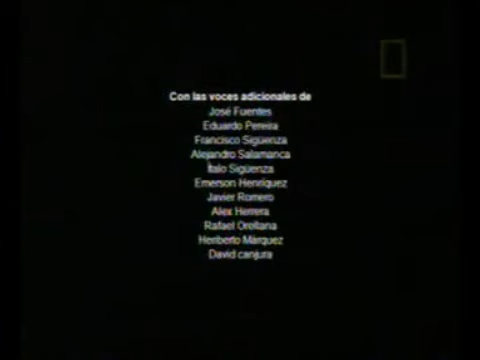 Con las voces adicionales de
José Fuentes
Eduardo Pereira
Francisco Sigüenza
Alejandro Salamanca
Ítalo Sigüenza
Emerson Henríquez
Javier Romero
Alex Herrera
Rafael Orellana
Heriberto Márquez
David canjura